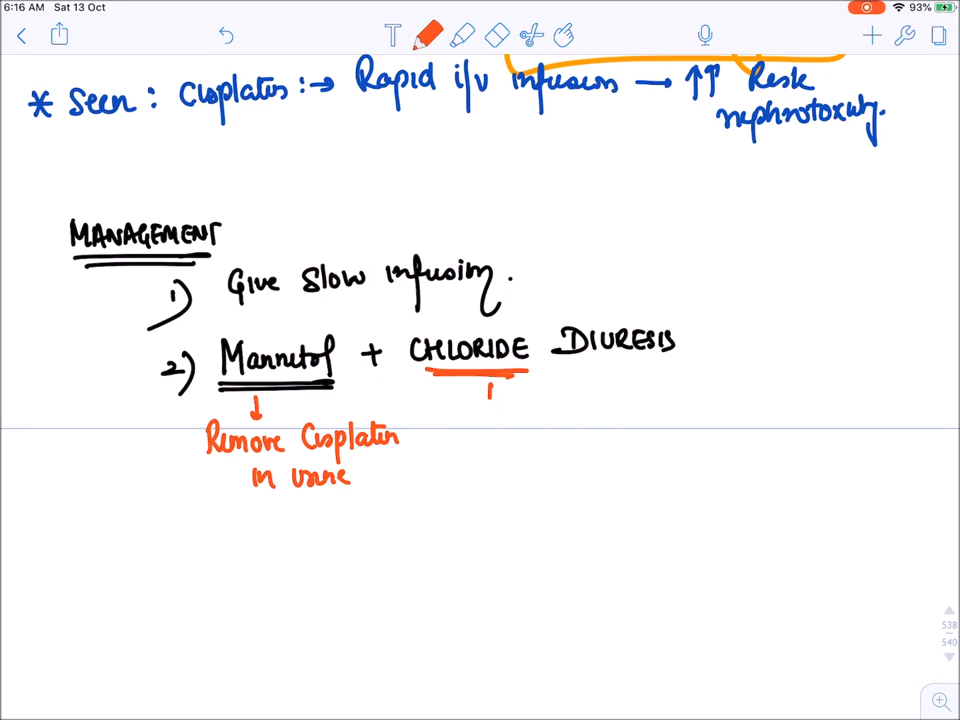 6:16 AM Sat 13 Oct 93%
T
* Seen: Cisplatin :→ Rapid i/v infusion → ↑↑ Risk
nephrotoxicity.
MANAGEMENT
1) Give Slow infusion.
2) Mannitol + CHLORIDE DIURESIS
↓
Remove Cisplatin
in urine
538
540